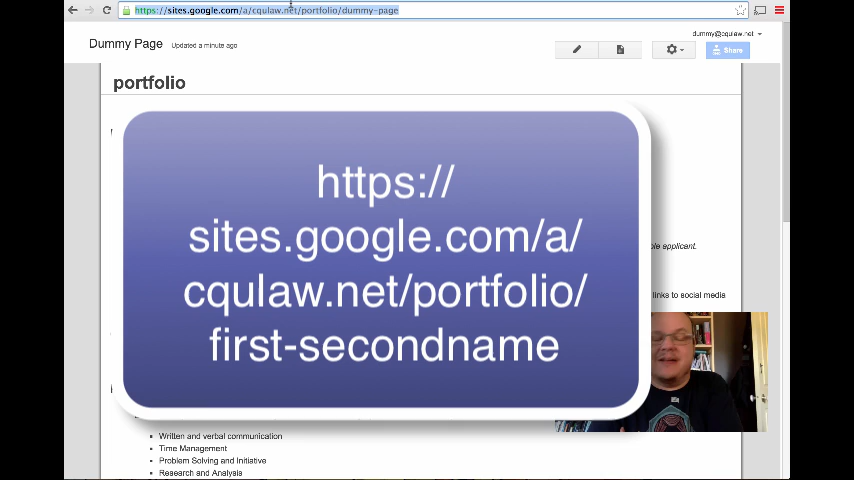 https://sites.google.com/a/cqulaw.net/portfolio/dummy-page
dummy@cqulaw.net
Dummy Page
Updated a minute ago
Share
portfolio
https://
sites.google.com/a/
cqulaw.net/portfolio/
first-secondname
applicant.
links to social media
Written and verbal communication
Time Management
Problem Solving and Initiative
Research and Analysis